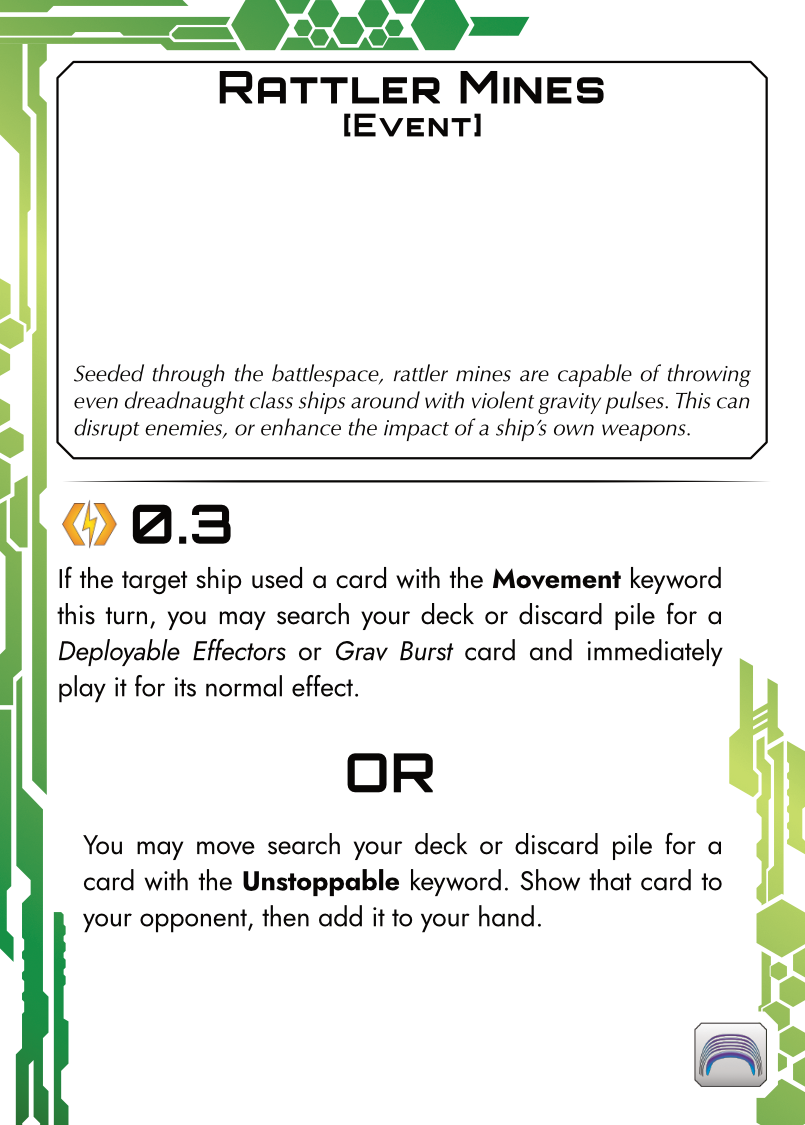 Rattler Mines
[Event]
Seeded through the battlespace, rattler mines are capable of throwing
even dreadnaught class ships around with violent gravity pulses. This can
disrupt enemies, or enhance the impact of a ship's own weapons.
0.3
If the target ship used a card with the Movement keyword
this turn, you may search your deck or discard pile for a
Deployable Effectors or Grav Burst card and immediately
play it for its normal effect.
OR
You may move search your deck or discard pile for a
card with the Unstoppable keyword. Show that card to
your opponent, then add it to your hand.